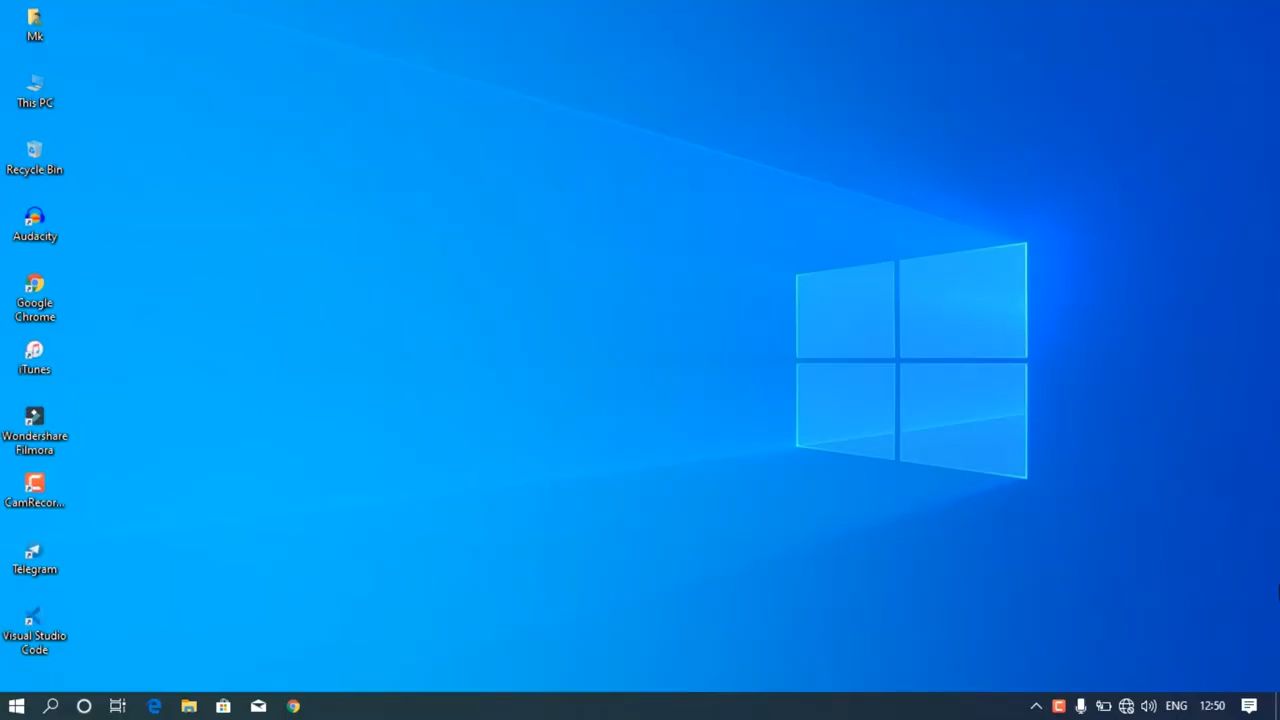 Mk
This PC
Recycle Bin
Audacity
Google
Chrome
iTunes
Wondershare
Filmora
CamRecor...
Telegram
Visual Studio
Code
ENG 12:50